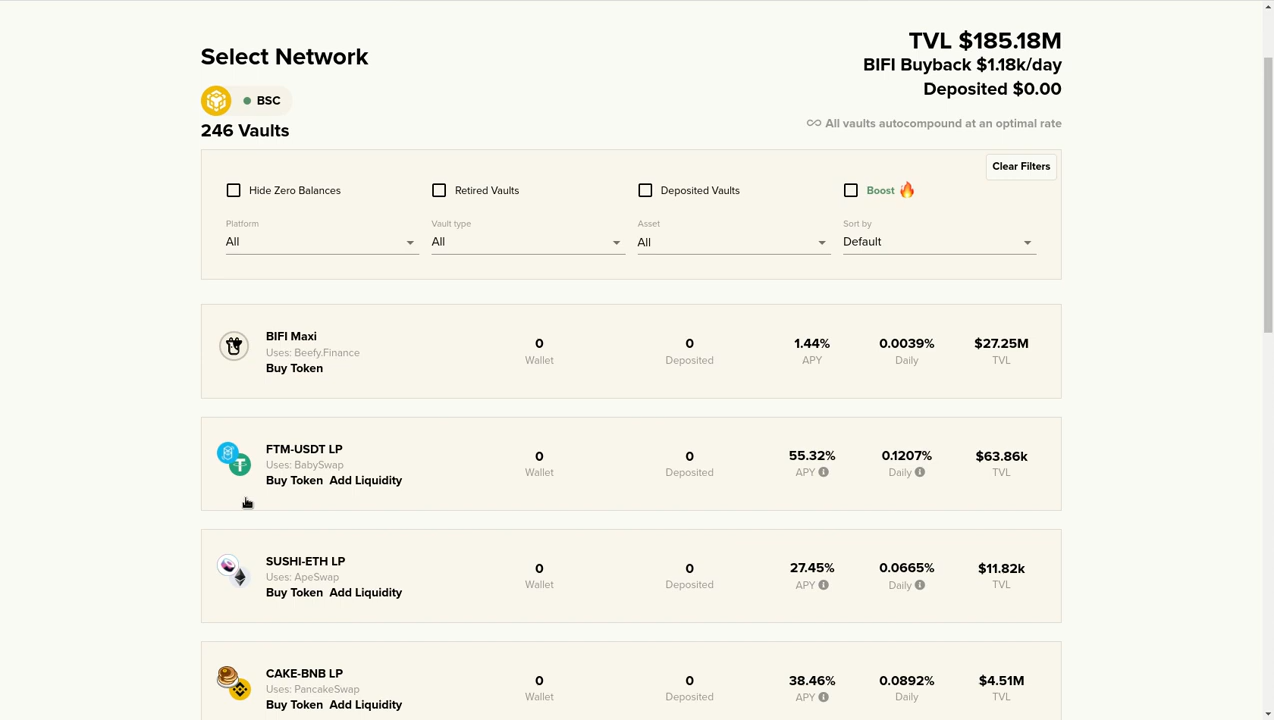 Select Network
TVL $185.18M
BIFI Buyback $1.18k/day
Deposited $0.00
BSC
246 Vaults
All vaults autocompound at an optimal rate
Clear Filters
Hide Zero Balances
Retired Vaults
Deposited Vaults
Boost
Platform
All
Vault type
All
Asset
All
Sort by
Default
BIFI Maxi
Uses: Beefy.Finance
Buy Token
0
Wallet
0
Deposited
1.44%
APY
0.0039%
Daily
$27.25M
TVL
FTM-USDT LP
Uses: BabySwap
Buy Token Add Liquidity
0
Wallet
0
Deposited
55.32%
APY
0.1207%
Daily
$63.86k
TVL
SUSHI-ETH LP
Uses: ApeSwap
Buy Token Add Liquidity
0
Wallet
0
Deposited
27.45%
APY
0.0665%
Daily
$11.82k
TVL
CAKE-BNB LP
Uses: PancakeSwap
Buy Token Add Liquidity
0
Wallet
0
Deposited
38.46%
APY
0.0892%
Daily
$4.51M
TVL